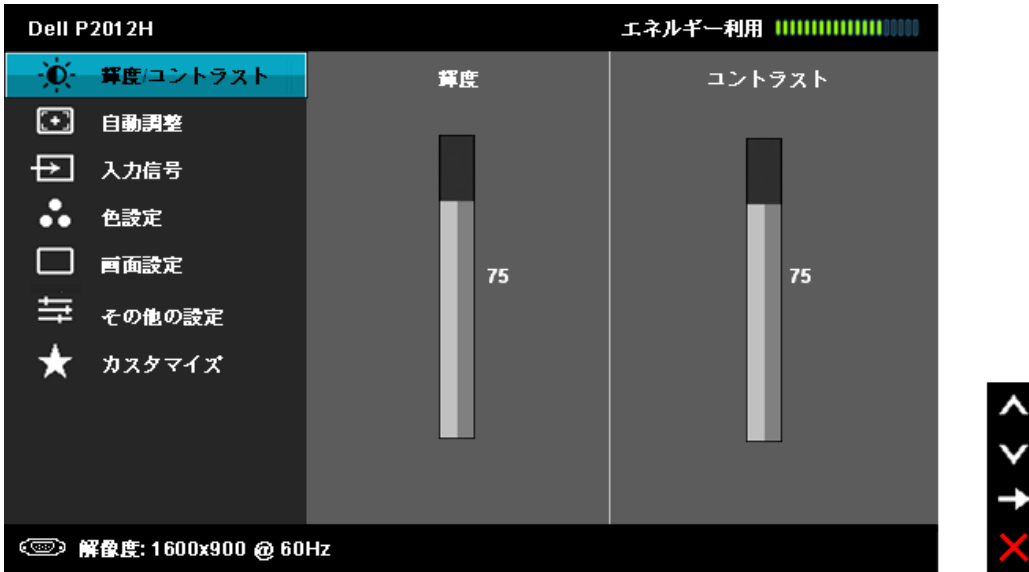 Dell P2012H
エネルギー利用
輝度/コントラスト
自動調整
入力信号
色設定
画面設定
その他の設定
カスタマイズ
輝度
75
コントラスト
75
解像度: 1600x900 @ 60Hz